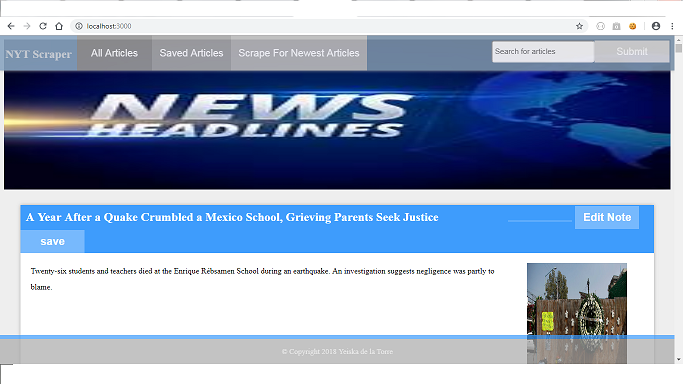 localhost:3000
NYT Scraper
All Articles
Saved Articles
Scrape For Newest Articles
Search for articles
Submit
NEWS
HEADLINES
A Year After a Quake Crumbled a Mexico School, Grieving Parents Seek Justice
Edit Note
save
Twenty-six students and teachers died at the Enrique Rébsamen School during an earthquake. An investigation suggests negligence was partly to
blame.
© Copyright 2018 Yeiska de la Torre